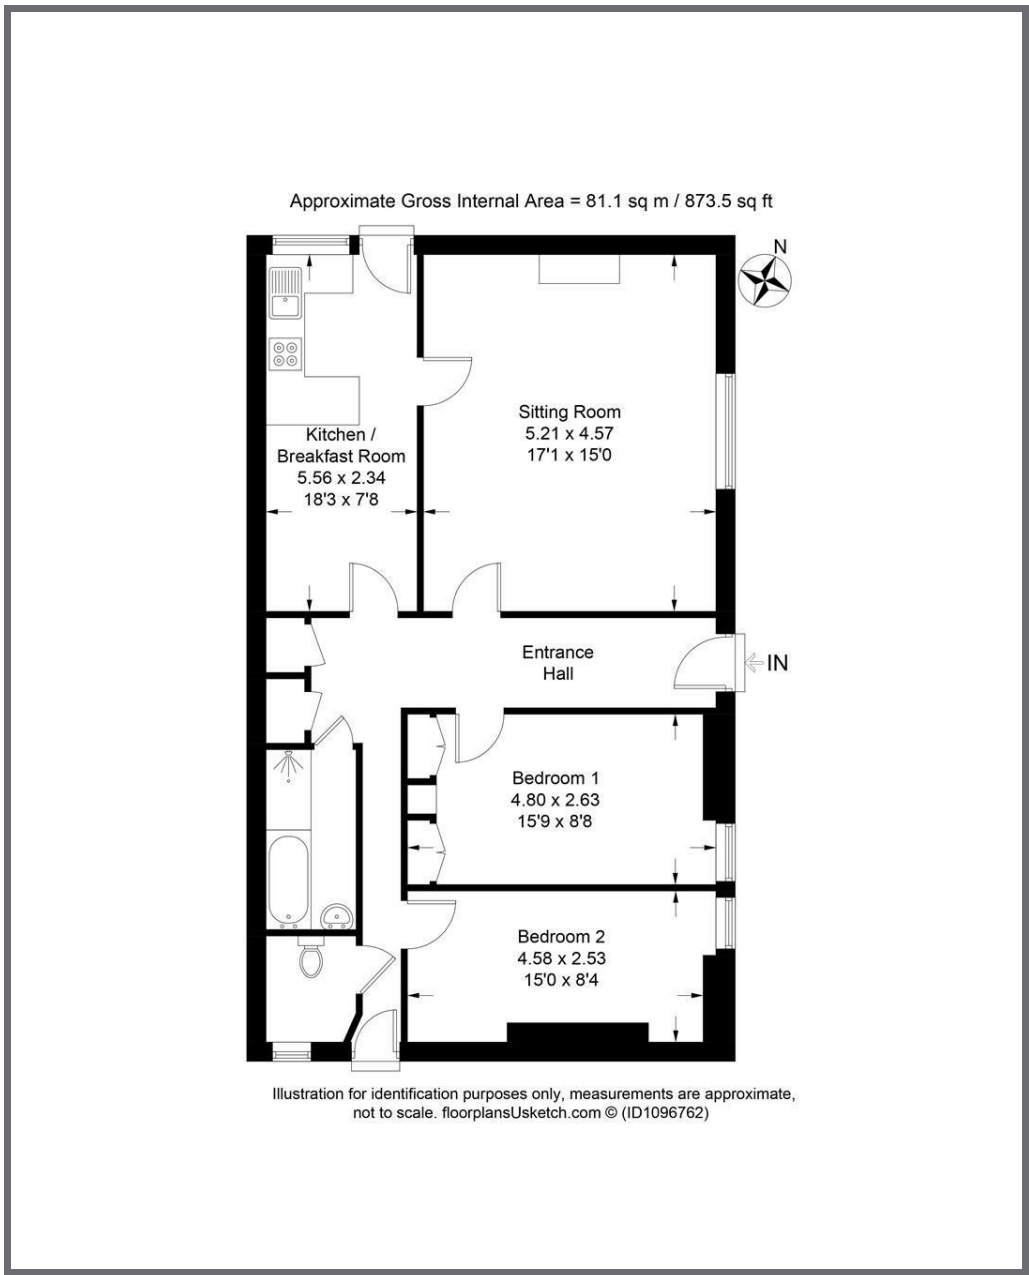 Approximate Gross Internal Area = 81.1 sq m / 873.5 sq ft
N
Kitchen /
Breakfast Room
5.56 x 2.34
18'3 x 7'8
Sitting Room
5.21 x 4.57
17'1 x 15'0
Entrance
Hall
IN
Bedroom 1
4.80 x 2.63
15'9 x 8'8
Bedroom 2
4.58 x 2.53
15'0 x 8'4
Illustration for identification purposes only, measurements are approximate,
not to scale. floorplansUsketch.com © (ID1096762)